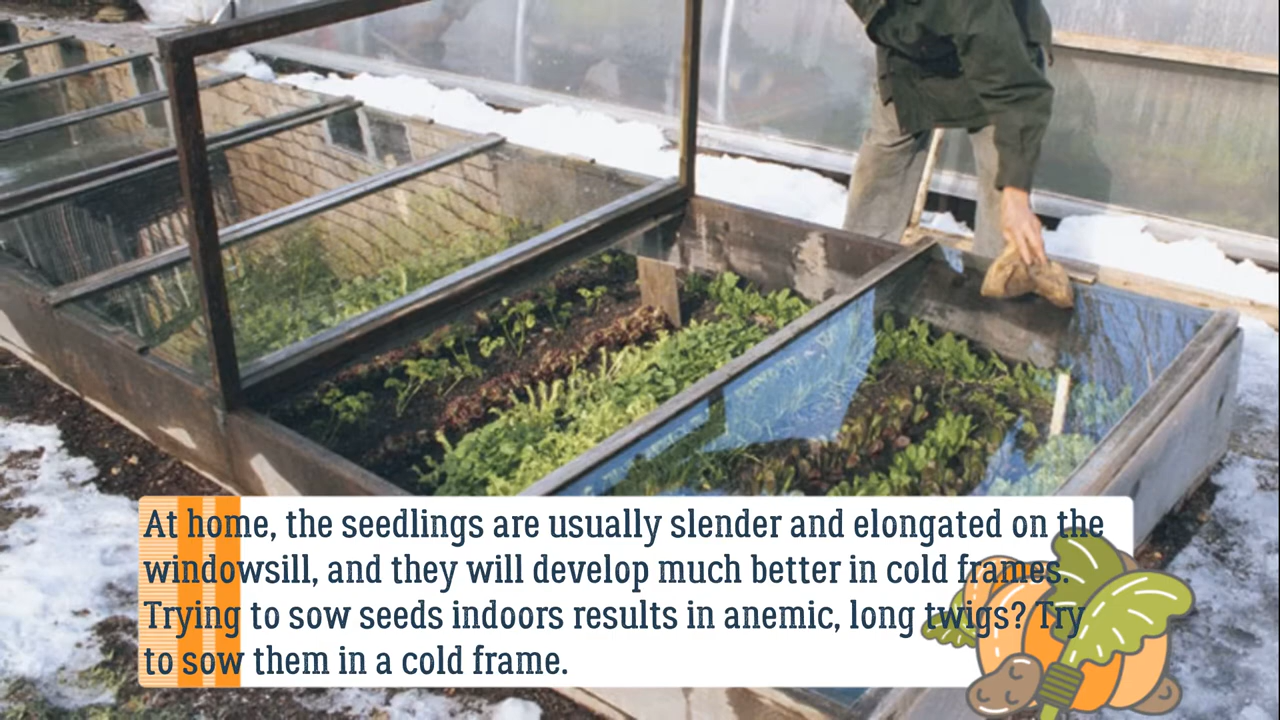 At home, the seedlings are usually slender and elongated on the
windowsill, and they will develop much better in cold frames.
Trying to sow seeds indoors results in anemic, long twigs? Try
to sow them in a cold frame.